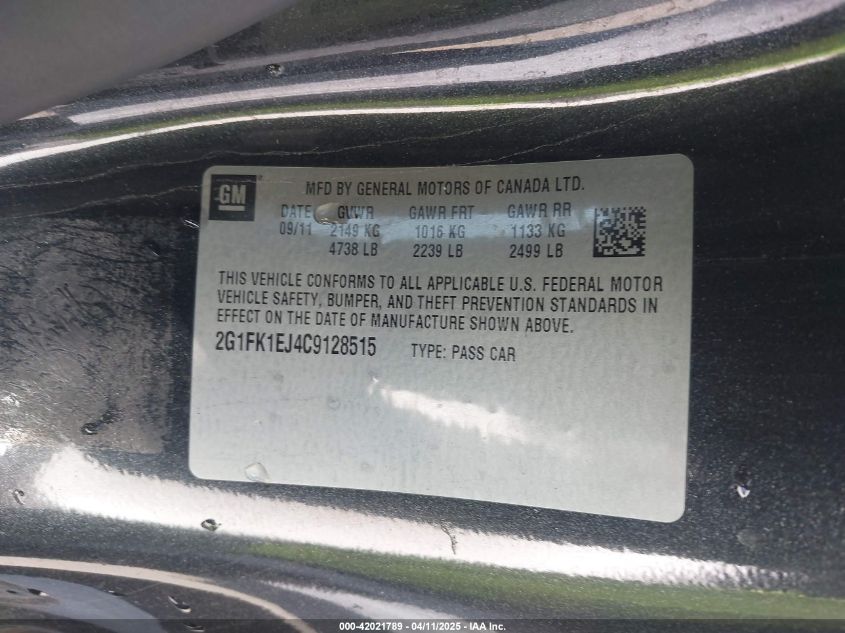 GM
MFD BY GENERAL MOTORS OF CANADA LTD.
DATE GVWR GAWR FRT GAWR RR
09/11 2149 KG 1016 KG 1133 KG
4738 LB 2239 LB 2499 LB
THIS VEHICLE CONFORMS TO ALL APPLICABLE U.S. FEDERAL MOTOR
VEHICLE SAFETY, BUMPER, AND THEFT PREVENTION STANDARDS IN
EFFECT ON THE DATE OF MANUFACTURE SHOWN ABOVE.
2G1FK1EJ4C9128515 TYPE: PASS CAR
000-42021789 - 04/11/2025 - IAA Inc.